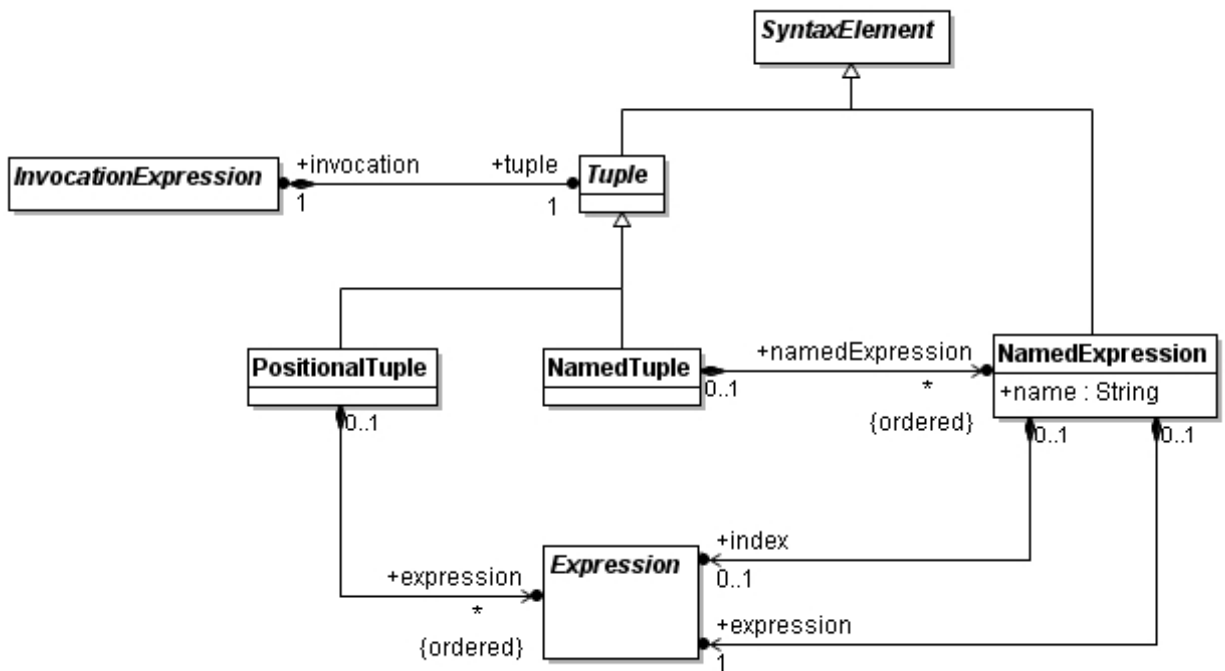 SyntaxElement
InvocationExpression
+invocation
+tuple
1
1
Tuple
PositionalTuple
NamedTuple
+namedExpression
0..1
*
{ordered}
NamedExpression
+name : String
0..1
0..1
0..1
+expression
*
{ordered}
Expression
+index
0..1
+expression
1